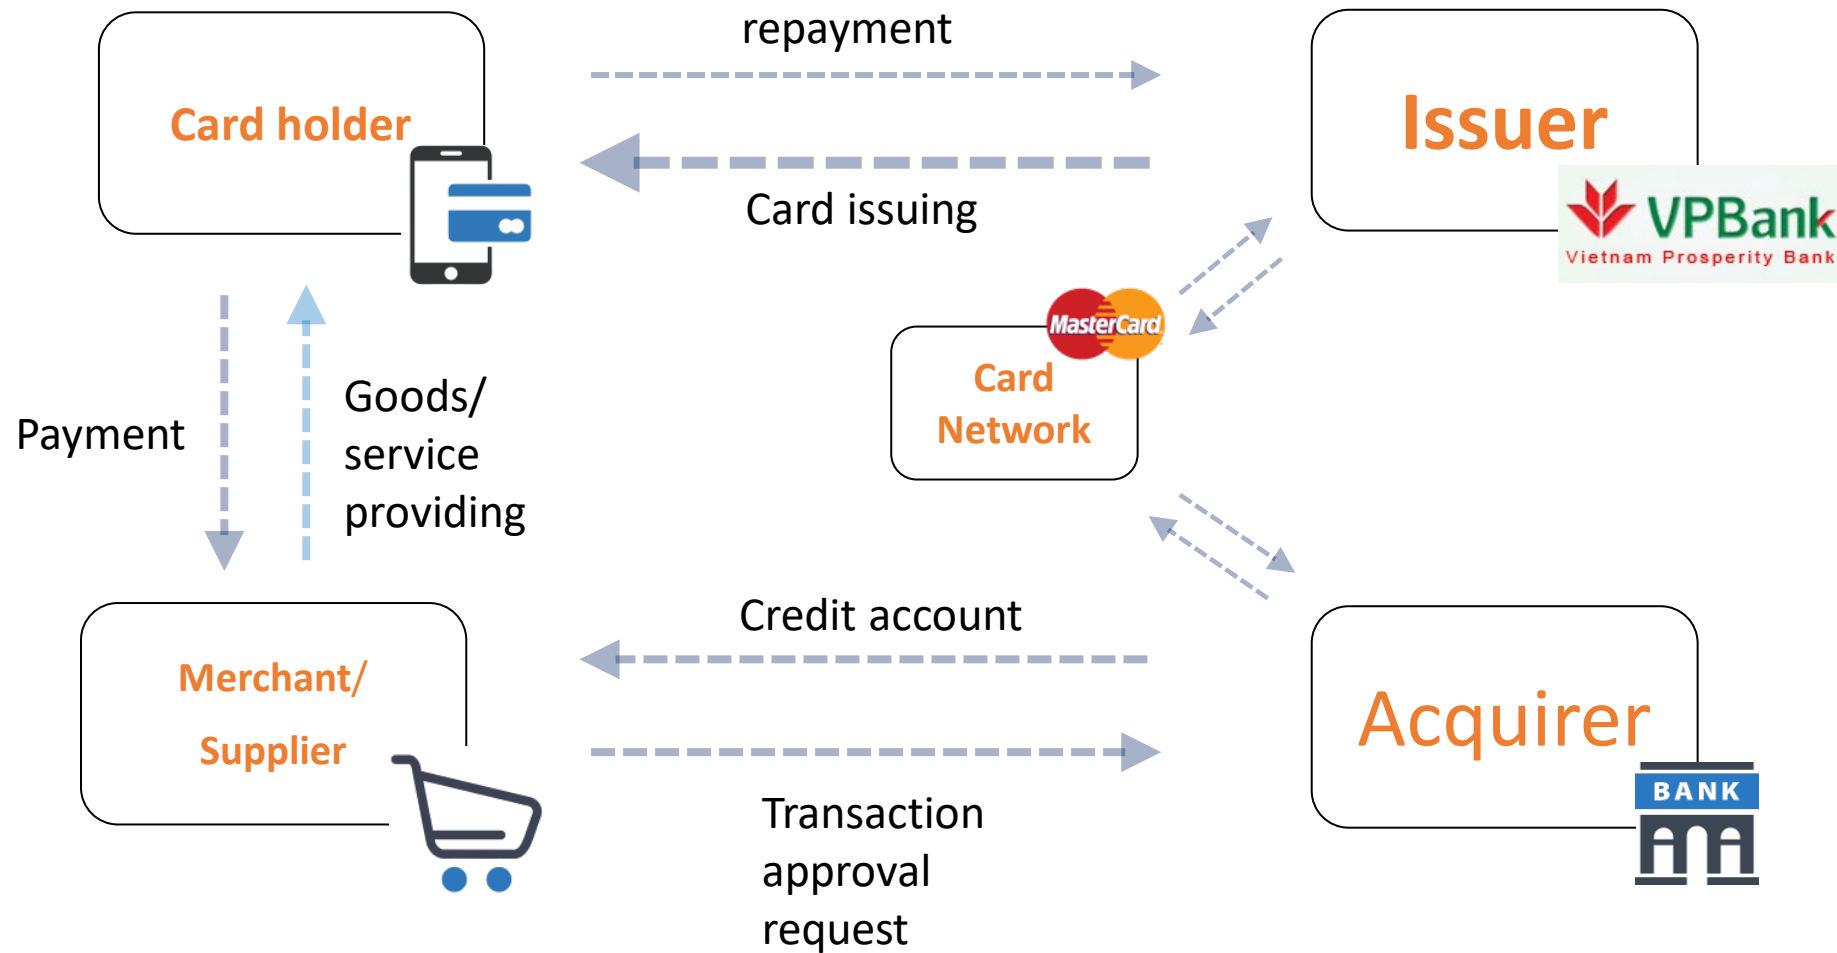 repayment
Card holder
Issuer
Card issuing
VPBank
Vietnam Prosperity Bank
MasterCard
Card
Network
Payment
Goods/
service
providing
Credit account
Merchant/
Supplier
Acquirer
BANK
Transaction
approval
request